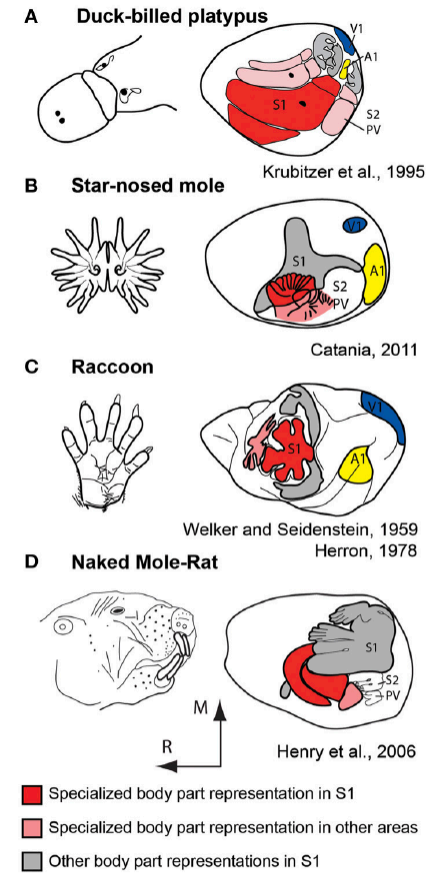 A Duck-billed platypus
V1
A1
S1
S2
PV
Krubitzer et al., 1995
B Star-nosed mole
V1
S1
A1
S2
PV
Catania, 2011
C Raccoon
V1
S1
A1
Welker and Seidenstein, 1959
Herron, 1978
D Naked Mole-Rat
S1
S2
PV
M
R
Henry et al., 2006
Specialized body part representation in S1
Specialized body part representation in other areas
Other body part representations in S1